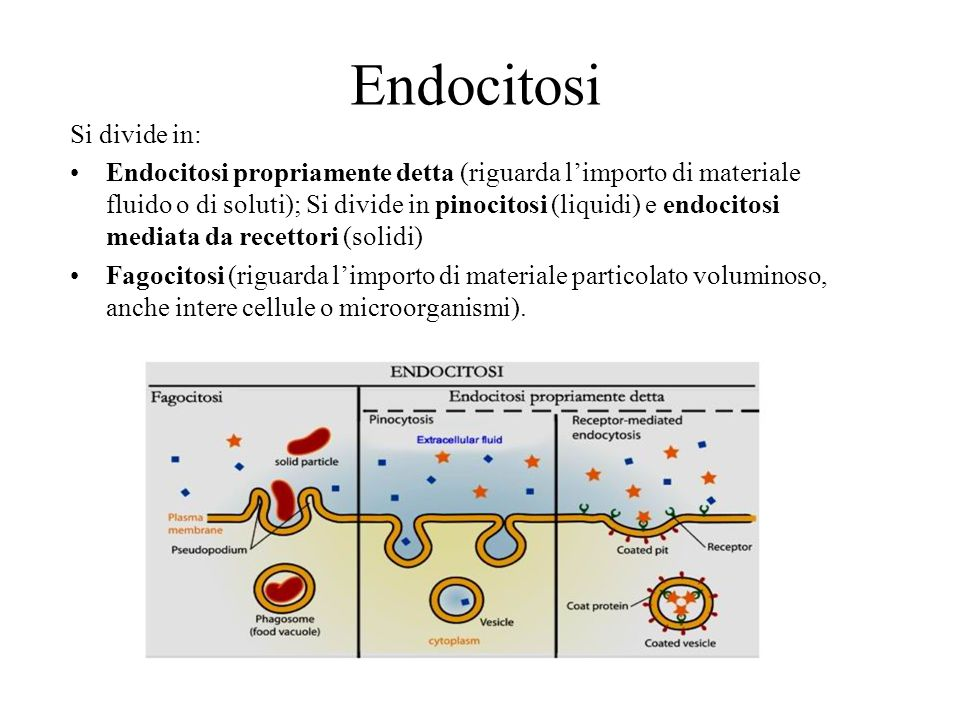 Endocitosi
Si divide in:
• Endocitosi propriamente detta (riguarda l’importo di materiale
fluido o di soluti); Si divide in pinocitosi (liquidi) e endocitosi
mediata da recettori (solidi)
• Fagocitosi (riguarda l’importo di materiale particolato voluminoso,
anche intere cellule o microorganismi).
ENDOCITOSI
Fagocitosi
Endocitosi propriamente detta
Pinocytosis
Receptor-mediated
endocytosis
Extracellular fluid
solid particle
Plasma
membrane
Pseudopodium
Coated pit
Receptor
Phagosome
(food vacuole)
Vesicle
cytoplasm
Coat protein
Coated vesicle